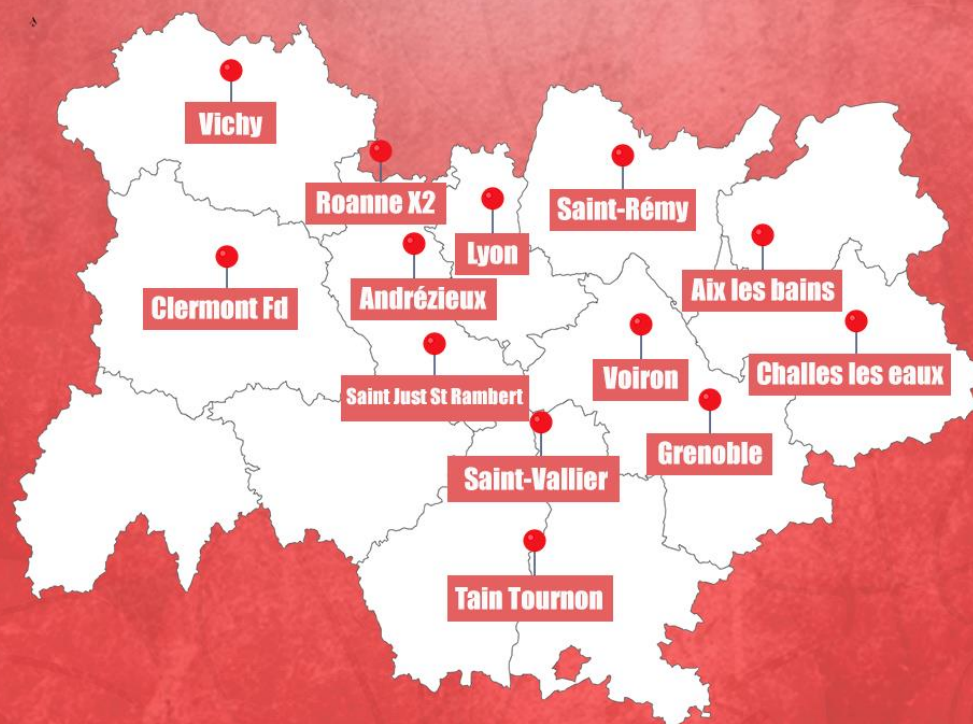 Vichy
Roanne X2
Saint-Rémy
Lyon
Clermont Fd
Andrézieux
Aix les bains
Voiron
Challes les eaux
Saint Just St Rambert
Grenoble
Saint-Vallier
Tain Tournon